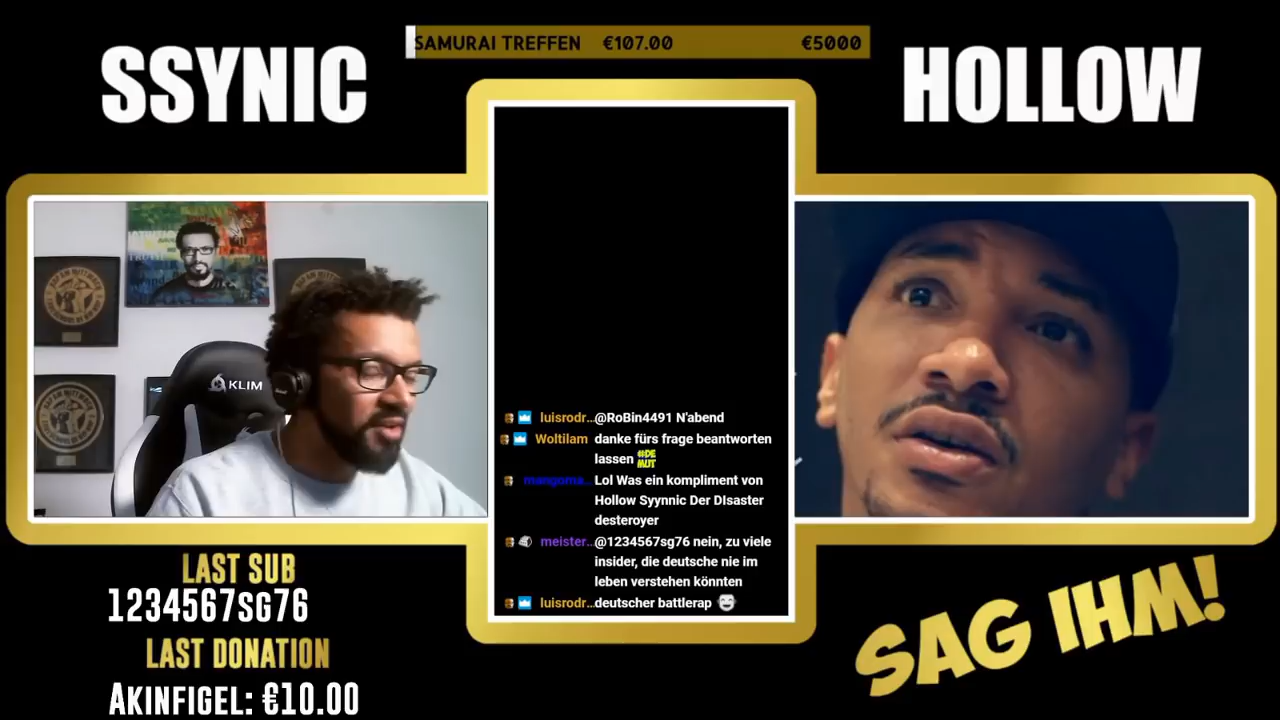 SAMURAI TREFFEN €107.00 €5000
SSYNIC
HOLLOW
KLIM
luisrodr... @RoBin4491 N'abend
Woltilam danke fürs frage beantworten
lassen #DE
MUT
mangoma... Lol Was ein kompliment von
Hollow Syynnic Der DIsaster
desteroyer
meister... @1234567sg76 nein, zu viele
insider, die deutsche nie im
leben verstehen könnten
luisrodr... deutscher battlerap
LAST SUB
1234567sg76
LAST DONATION
Akinfigel: €10.00
SAG IHM!